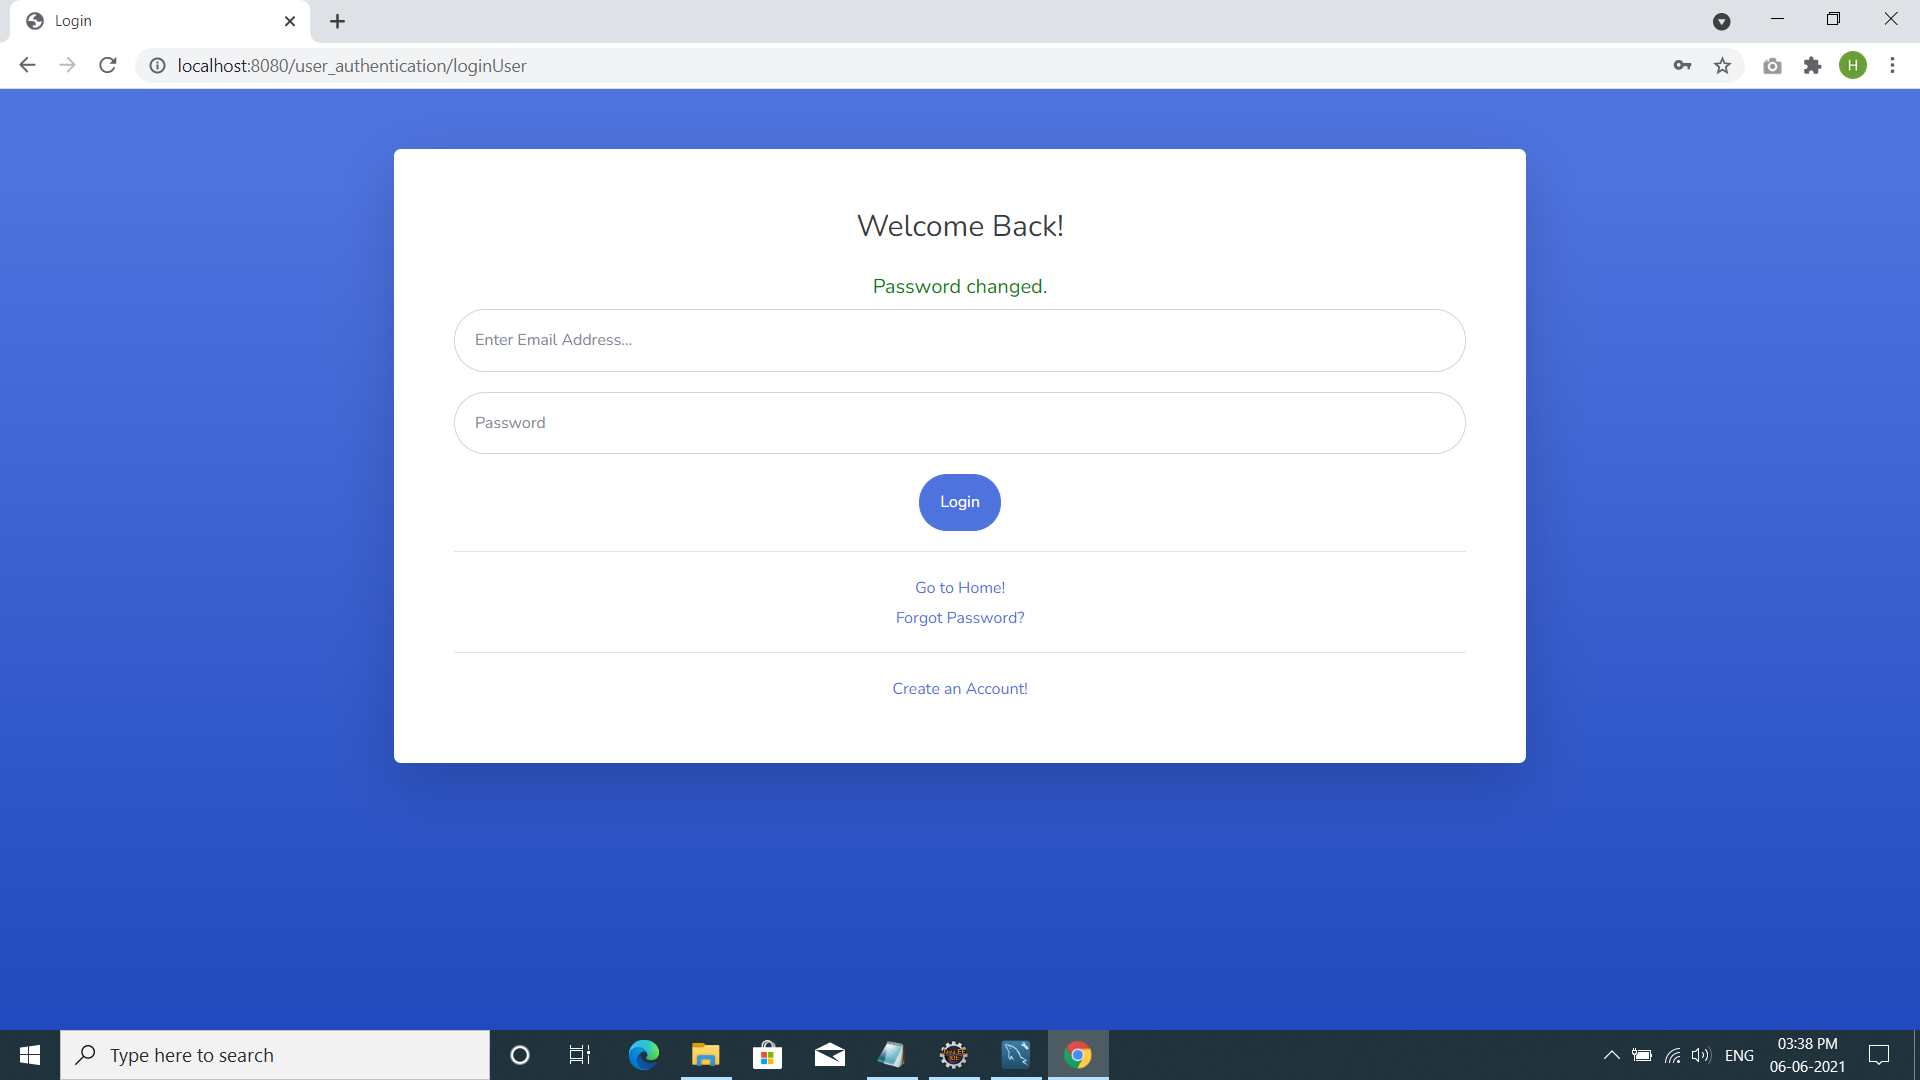 Login
localhost:8080/user_authentication/loginUser
H
Welcome Back!
Password changed.
Enter Email Address...
Password
Login
Go to Home!
Forgot Password?
Create an Account!
Type here to search
ENG
03:38 PM
06-06-2021